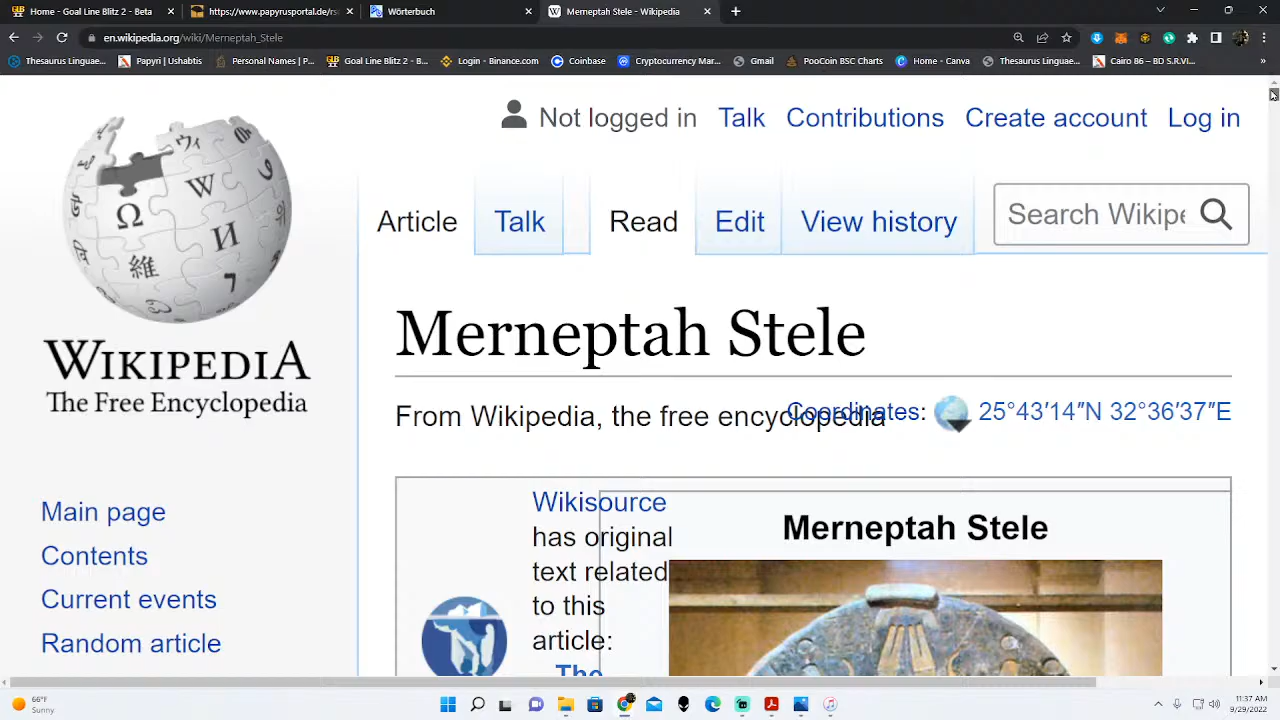 Home - Goal Line Blitz 2 - Beta
https://www.papyrusportal.de/rs
Wörterbuch
Merneptah Stele - Wikipedia
en.wikipedia.org/wiki/Merneptah_Stele
Thesaurus Linguae...
Papyri | Ushabtis
Personal Names | P...
Goal Line Blitz 2 - B...
Login - Binance.com
Coinbase
Cryptocurrency Mar...
Gmail
PooCoin BSC Charts
Home - Canva
Thesaurus Linguae...
Cairo 86 – BD St.Vi...
Not logged in
Talk
Contributions
Create account
Log in
Article
Talk
Read
Edit
View history
Search Wikipe
WIKIPEDIA
The Free Encyclopedia
Merneptah Stele
From Wikipedia, the free encyclopedia
Coordinates: 25°43′14″N 32°36′37″E
Main page
Contents
Current events
Random article
Wikisource
has original
text related
to this
article:
The
Merneptah Stele
66°F
Sunny
11:37 AM
9/29/2022